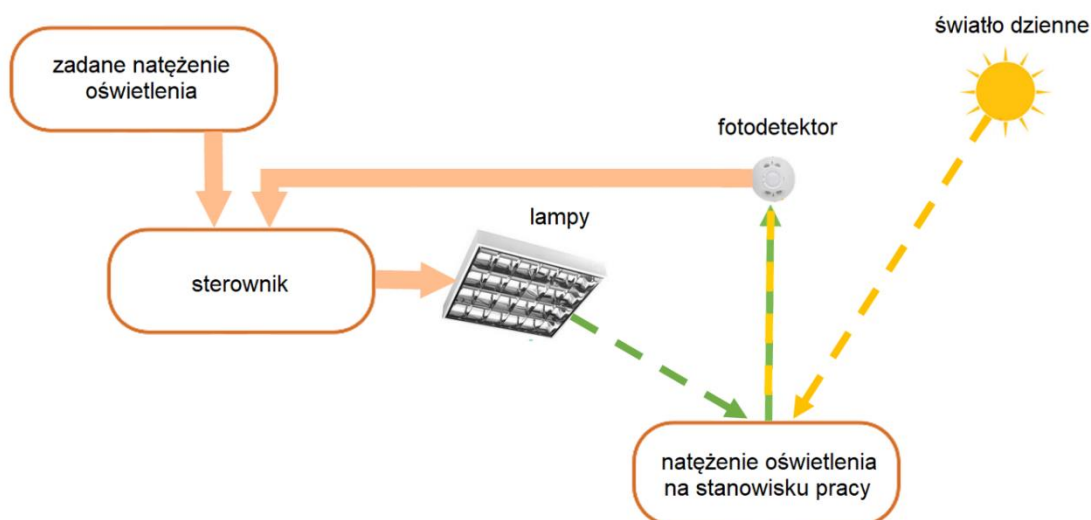 światło dzienne
zadane natężenie
oświetlenia
fotodetektor
lampy
sterownik
natężenie oświetlenia
na stanowisku pracy